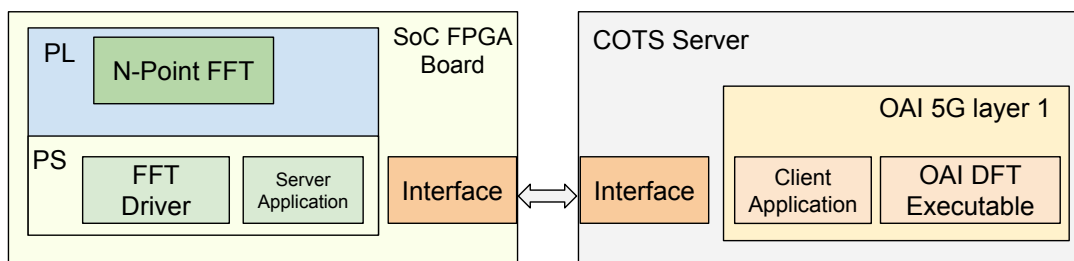 PL
N-Point FFT
SoC FPGA
Board
PS
FFT
Driver
Server
Application
Interface
COTS Server
Interface
OAI 5G layer 1
Client
Application
OAI DFT
Executable